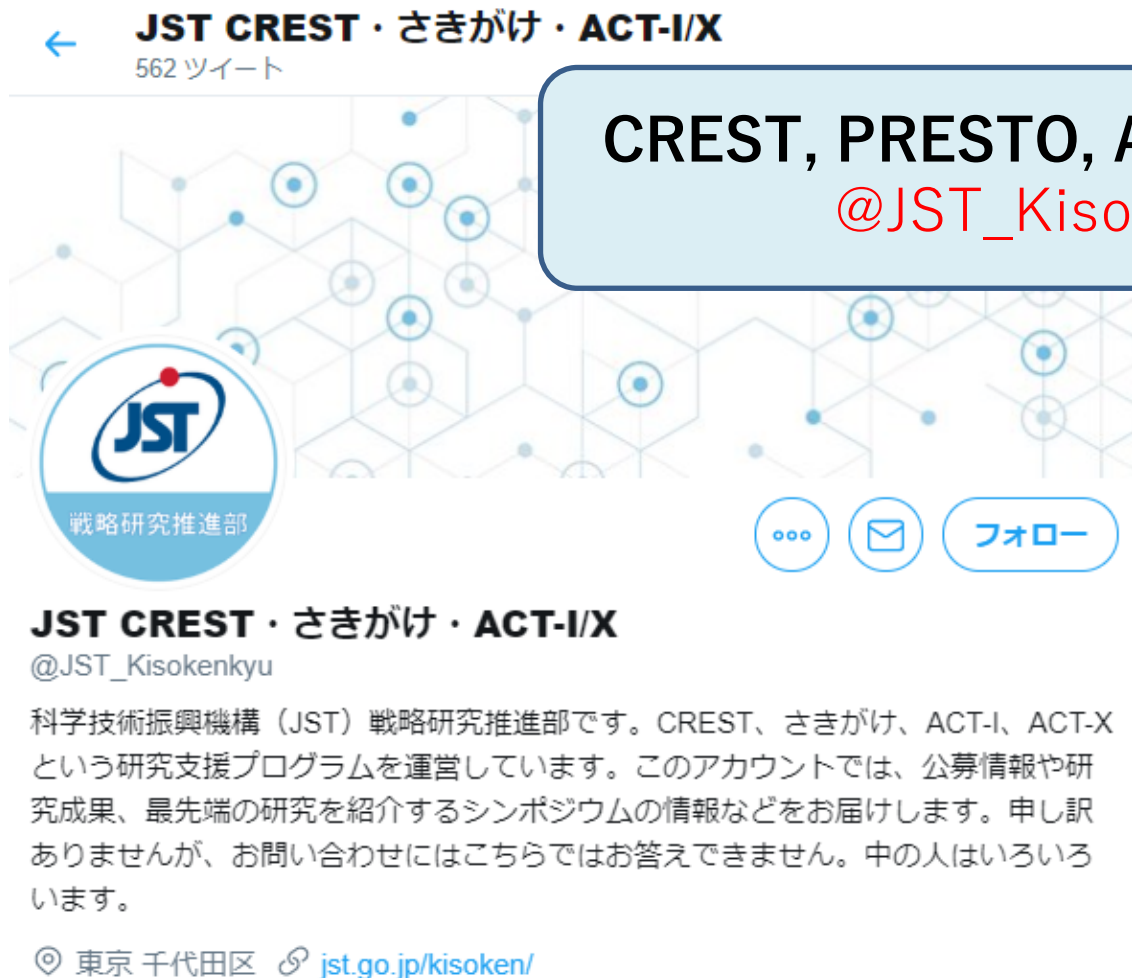 JST CREST・さきがけ・ACT-I/X
562 ツイート
CREST, PRESTO,
@JST_Kiso
JST
戦略研究推進部
フォロー
JST CREST・さきがけ・ACT-I/X
@JST_Kisokenkyu
科学技術振興機構（JST）戦略研究推進部です。CREST、さきがけ、ACT-I、ACT-X
という研究支援プログラムを運営しています。このアカウントでは、公募情報や研
究成果、最先端の研究を紹介するシンポジウムの情報などをお届けします。申し訳
ありませんが、お問い合わせにはこちらではお答えできません。中の人はいろいろ
います。
東京 千代田区 jst.go.jp/kisoken/